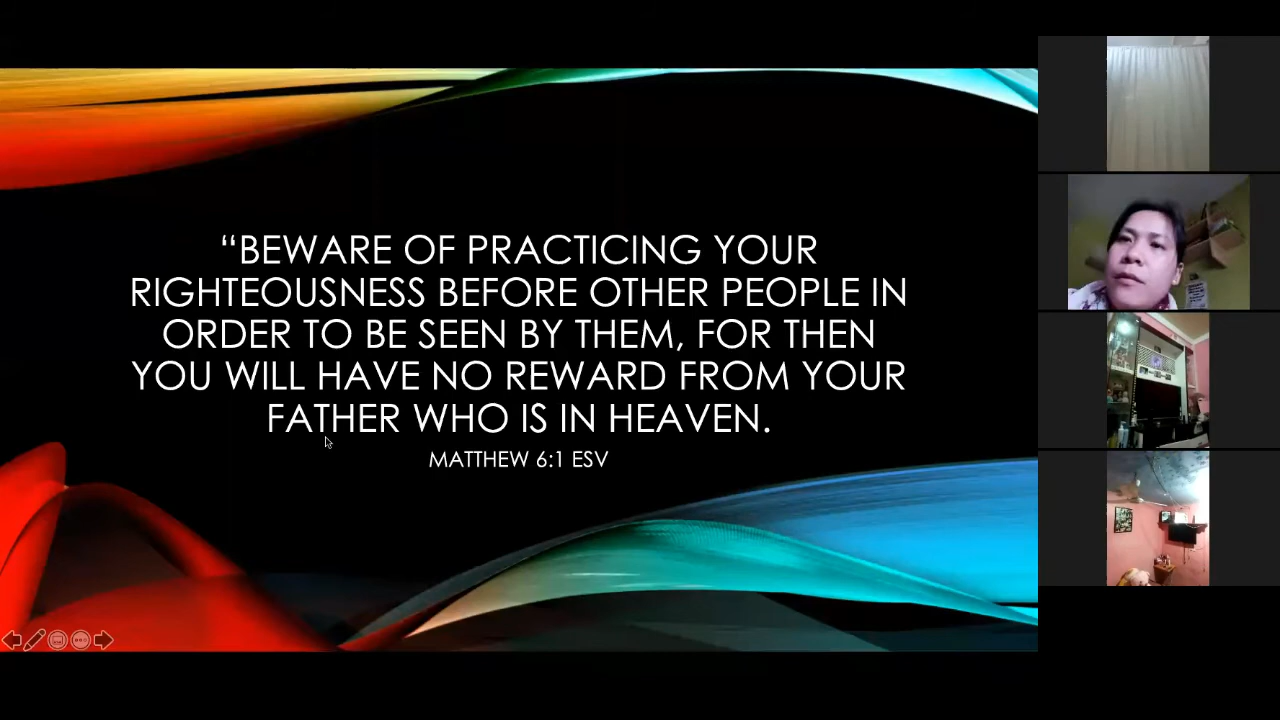 “BEWARE OF PRACTICING YOUR
RIGHTEOUSNESS BEFORE OTHER PEOPLE IN
ORDER TO BE SEEN BY THEM, FOR THEN
YOU WILL HAVE NO REWARD FROM YOUR
FATHER WHO IS IN HEAVEN.
MATTHEW 6:1 ESV